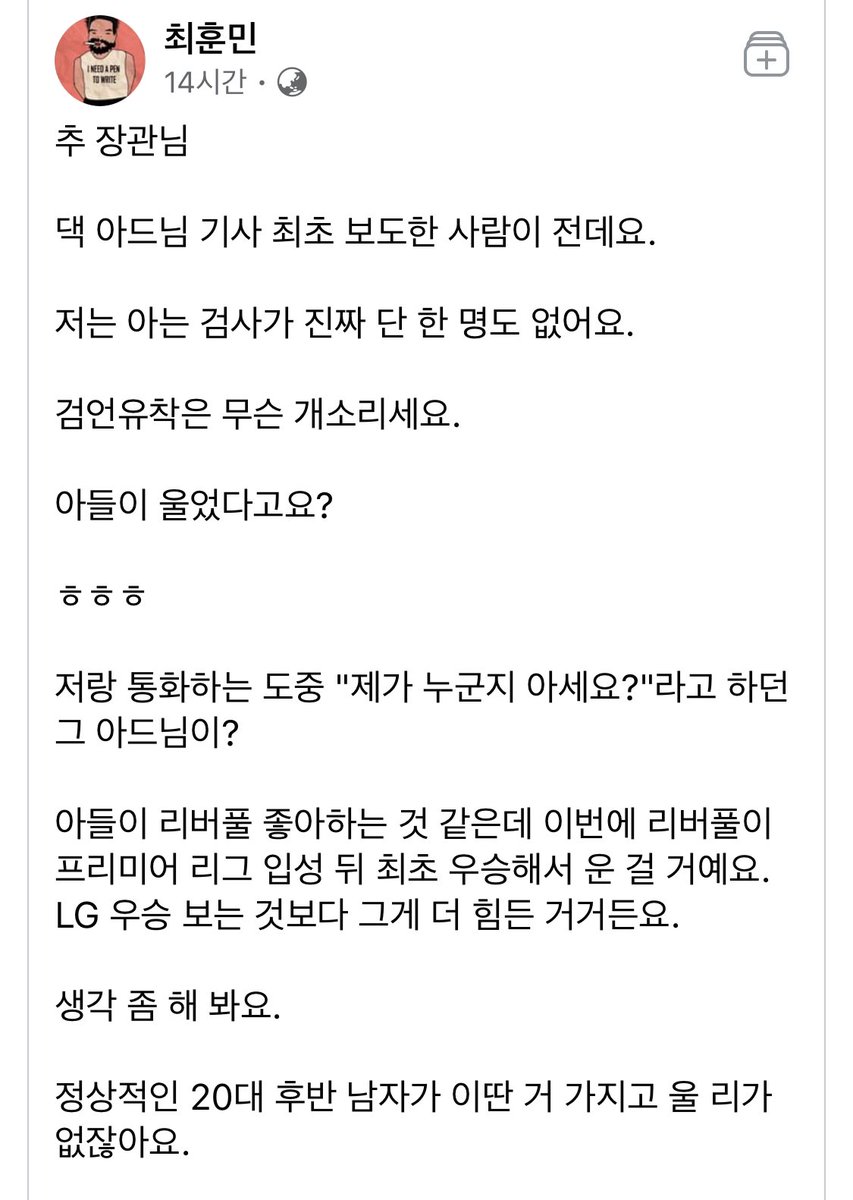 최훈민
14시간 ·
I NEED A PEN
TO WRITE
추 장관님
댁 아드님 기사 최초 보도한 사람이 전데요.
저는 아는 검사가 진짜 단 한 명도 없어요.
검언유착은 무슨 개소리세요.
아들이 울었다고요?
ㅎㅎㅎ
저랑 통화하는 도중 "제가 누군지 아세요?"라고 하던
그 아드님이?
아들이 리버풀 좋아하는 것 같은데 이번에 리버풀이
프리미어 리그 입성 뒤 최초 우승해서 운 걸 거예요.
LG 우승 보는 것보다 그게 더 힘든 거거든요.
생각 좀 해 봐요.
정상적인 20대 후반 남자가 이딴 거 가지고 울 리가
없잖아요.